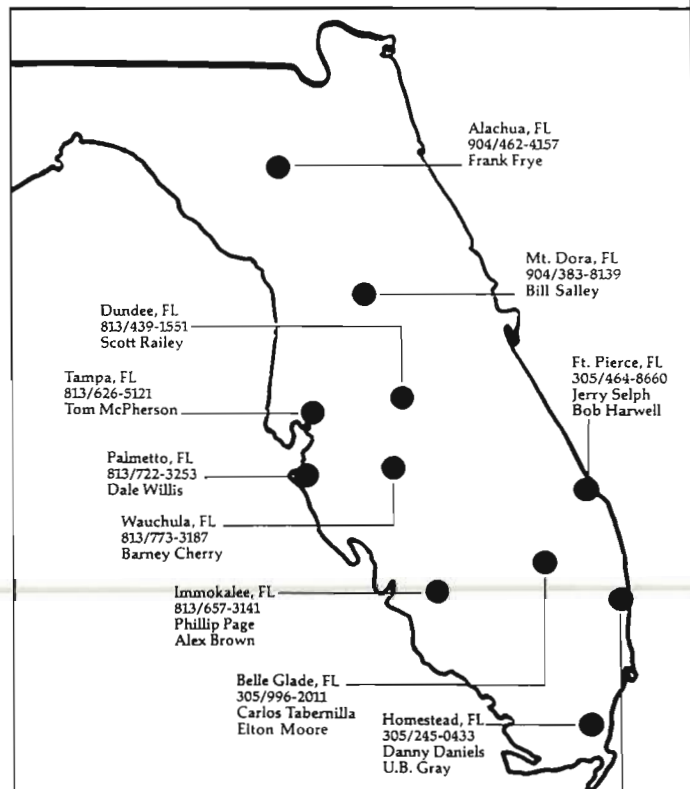 Alachua, FL
904/462-4157
Frank Frye
Mt. Dora, FL
904/383-8139
Bill Salley
Dundee, FL
813/439-1551
Scott Railey
Tampa, FL
813/626-5121
Tom McPherson
Ft. Pierce, FL
305/464-8660
Jerry Selph
Bob Harwell
Palmetto, FL
813/722-3253
Dale Willis
Wauchula, FL
813/773-3187
Barney Cherry
Immokalee, FL
813/657-3141
Phillip Page
Alex Brown
Belle Glade, FL
305/996-2011
Carlos Tabernilla
Elton Moore
Homestead, FL
305/245-0433
Danny Daniels
U.B. Gray